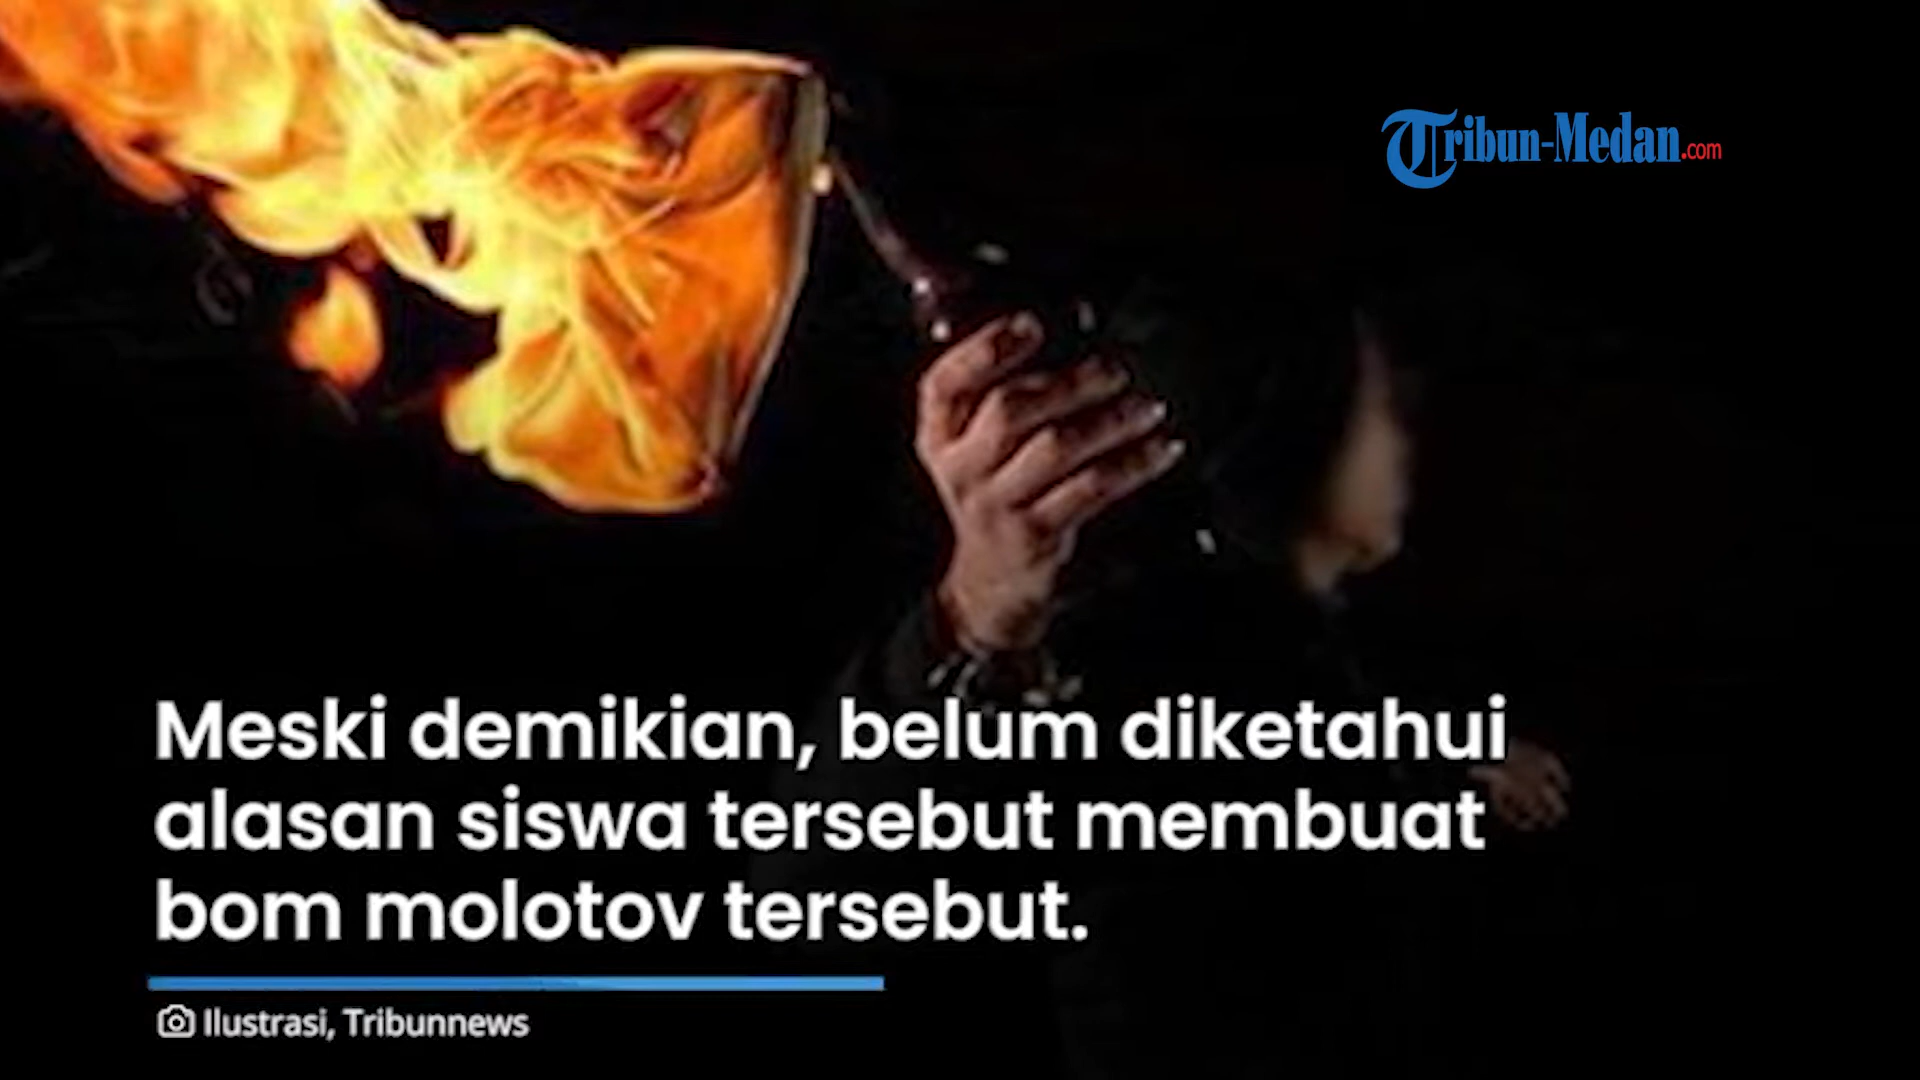 Tribun-Medan.com
Meski demikian, belum diketahui
alasan siswa tersebut membuat
bom molotov tersebut.
Ilustrasi, Tribunnews